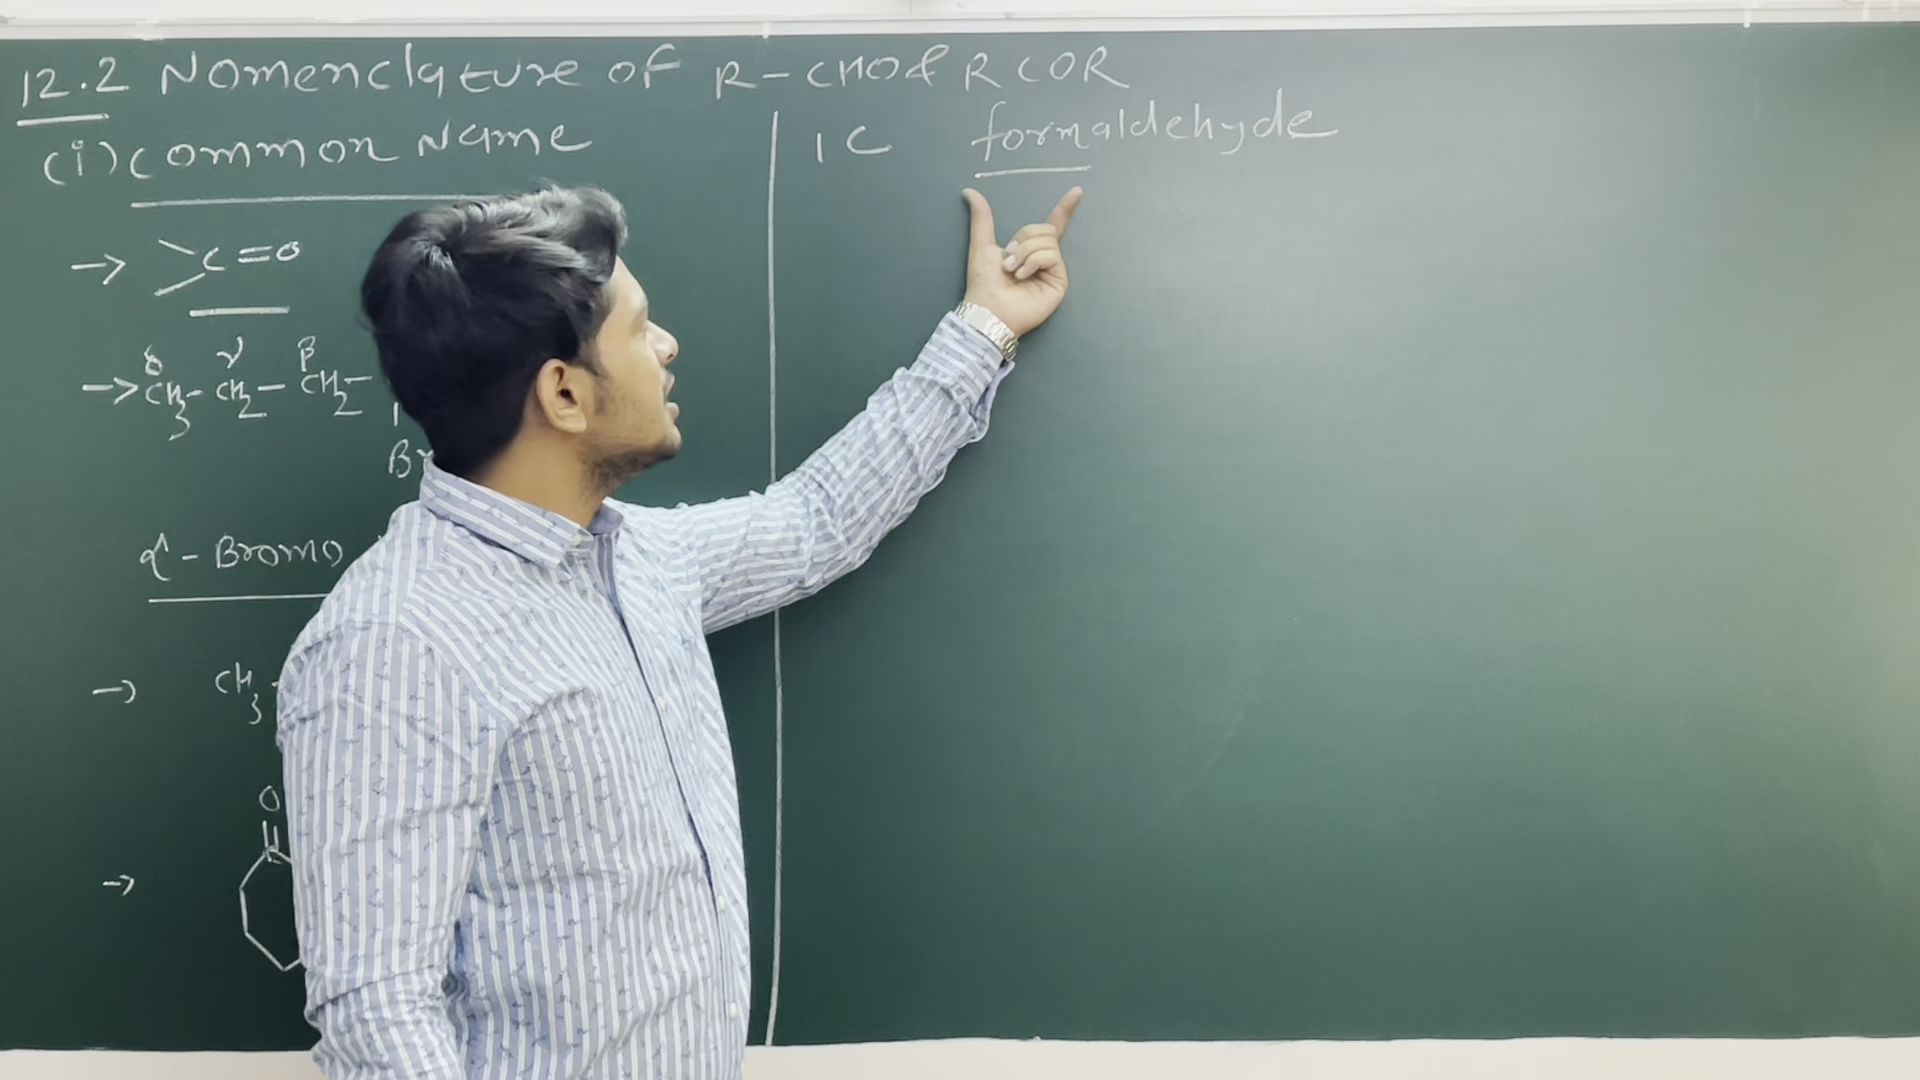 12.2 Nomenclature of R-CHO & RCOR
(i) Common Name
→ >C=O
δ γ β
→ CH3-CH2-CH2-
Br
α-Bromo
→ CH3-
O
→
1C formaldehyde